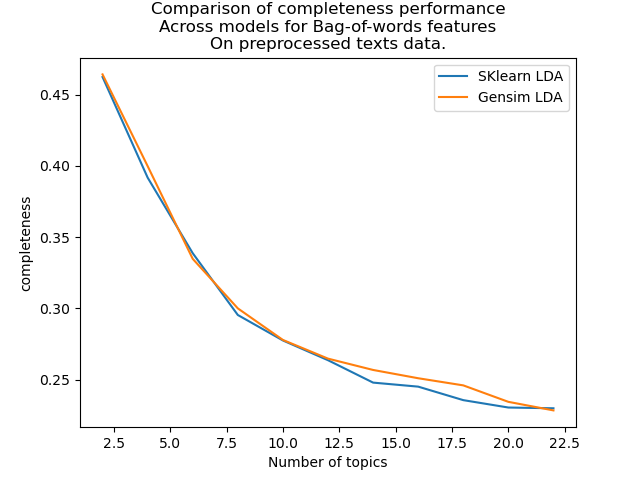 Comparison of completeness performance
Across models for Bag-of-words features
On preprocessed texts data.
SKlearn LDA
Gensim LDA
completeness
0.45
0.40
0.35
0.30
0.25
2.5 5.0 7.5 10.0 12.5 15.0 17.5 20.0 22.5
Number of topics